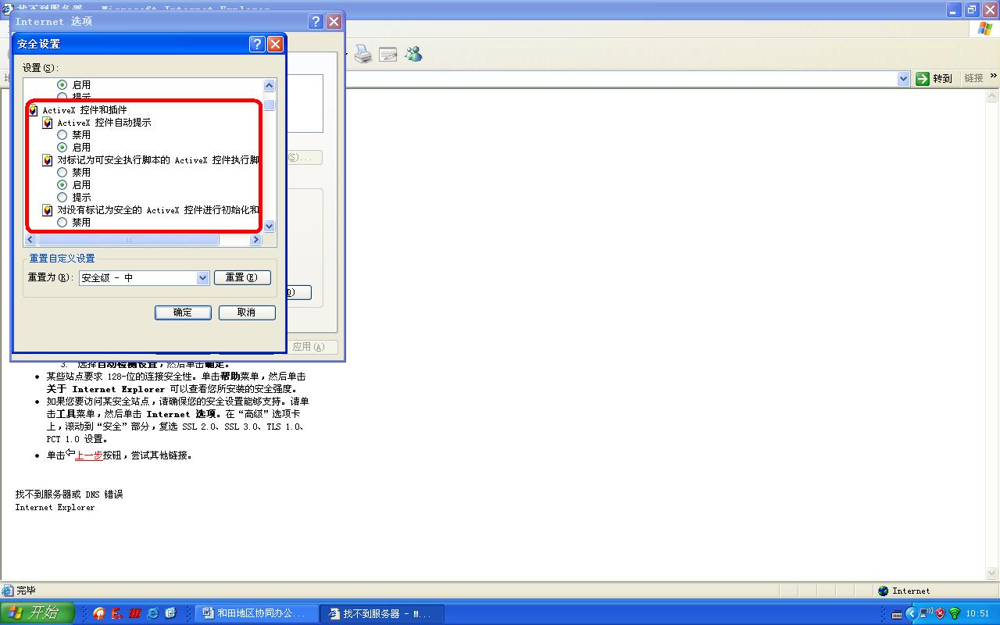 找不到服务器 - Microsoft Internet Explorer
Internet 选项
安全设置
设置(S):
启用
提示
ActiveX 控件和插件
ActiveX 控件自动提示
禁用
启用
对标记为可安全执行脚本的 ActiveX 控件执行脚
禁用
启用
提示
对没有标记为安全的 ActiveX 控件进行初始化和
禁用
(S)...
重置自定义设置
重置为(R):
安全级 - 中
重置(E)
确定
取消
应用(A)
转到
链接
3. 选择自动检测设置,然后单击确定。
• 某些站点要求 128-位的连接安全性。单击帮助菜单,然后单击
关于 Internet Explorer 可以查看您所安装的安全强度。
• 如果您要访问某安全站点,请确保您的安全设置能够支持。请单
击工具菜单,然后单击 Internet 选项。在“高级”选项卡
上,滚动到“安全”部分,复选 SSL 2.0、SSL 3.0、TLS 1.0、
PCT 1.0 设置。
• 单击上一步按钮,尝试其他链接。
找不到服务器或 DNS 错误
Internet Explorer
完毕
Internet
开始
和田地区协同办公...
找不到服务器 - M...
10:51